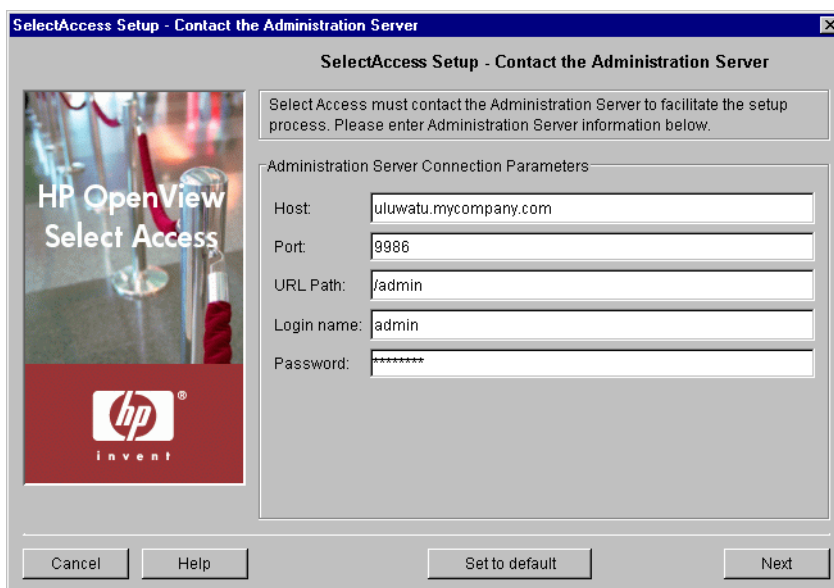 SelectAccess Setup - Contact the Administration Server
SelectAccess Setup - Contact the Administration Server
HP OpenView
Select Access
hp
®
invent
Select Access must contact the Administration Server to facilitate the setup
process. Please enter Administration Server information below.
Administration Server Connection Parameters
Host: uluwatu.mycompany.com
Port: 9986
URL Path: /admin
Login name: admin
Password: ********
Cancel Help Set to default Next